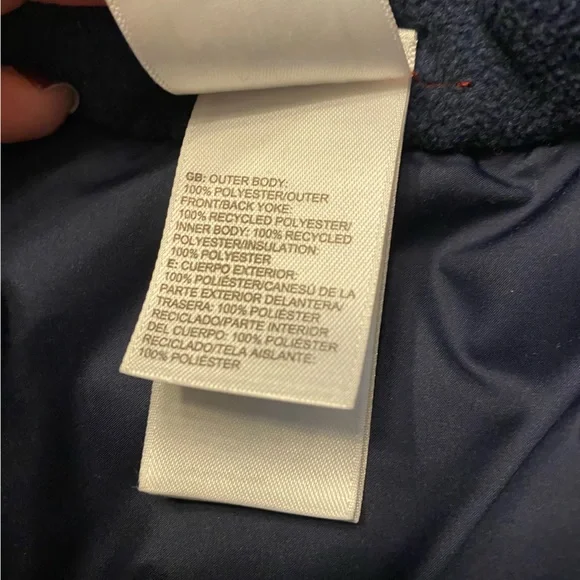 GB: OUTER BODY:
100% POLYESTER/OUTER
FRONT/BACK YOKE:
100% RECYCLED POLYESTER/
INNER BODY: 100% RECYCLED
POLYESTER/INSULATION:
100% POLYESTER
E: CUERPO EXTERIOR:
100% POLIÉSTER/CANESÚ DE LA
PARTE EXTERIOR DELANTERA/
TRASERA: 100% POLIÉSTER
RECICLADO/PARTE INTERIOR
DEL CUERPO: 100% POLIÉSTER
RECICLADO/TELA AISLANTE:
100% POLIÉSTER